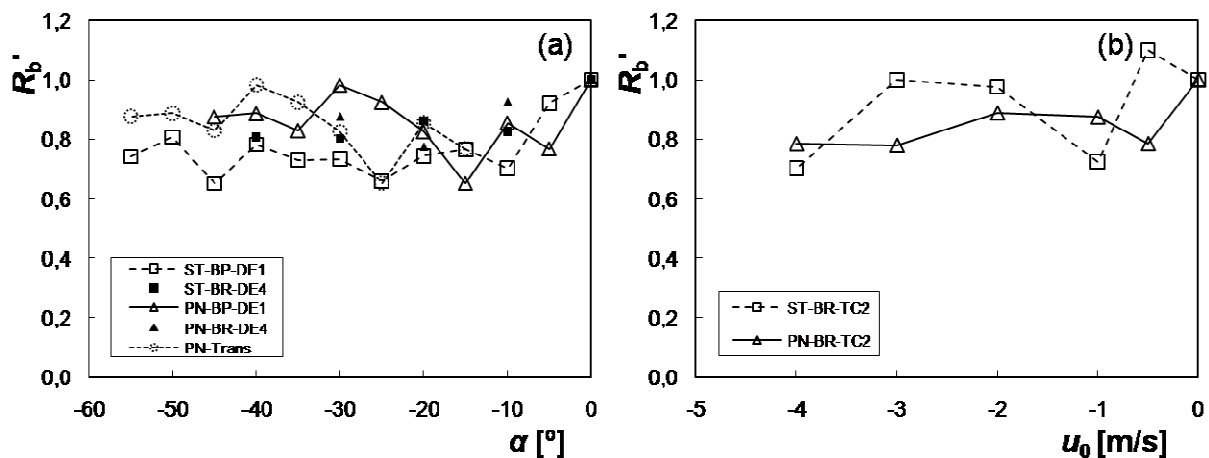 (a)
R_b'
1,2
1,0
0,8
0,6
0,4
0,2
0,0
ST-BP-DE1
ST-BR-DE4
PN-BP-DE1
PN-BR-DE4
PN-Trans
-60 -50 -40 -30 -20 -10 0
α [º]
(b)
R_b'
1,2
1,0
0,8
0,6
0,4
0,2
0,0
ST-BR-TC2
PN-BR-TC2
-5 -4 -3 -2 -1 0
u_0 [m/s]